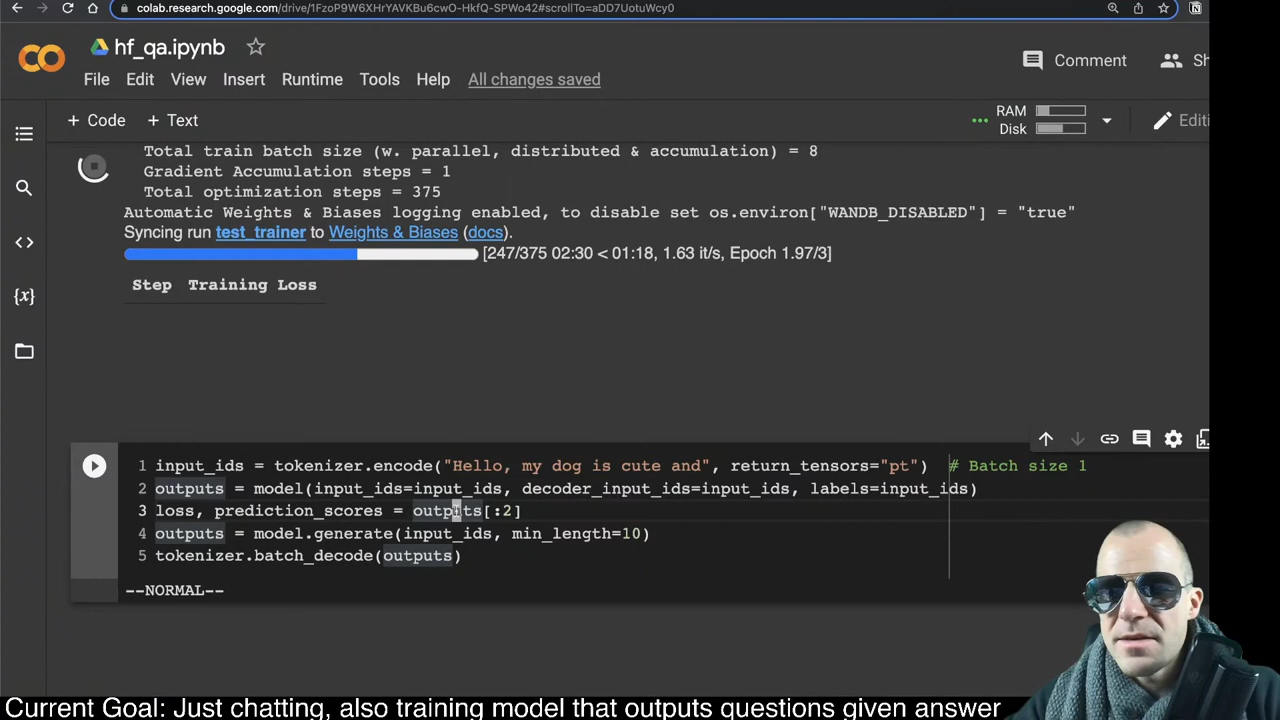 colab.research.google.com/drive/1FzoP9W6XHrYAVKBu6cwO-HkfQ-SPWo42#scrollTo=aDD7UotuWcy0
hf_qa.ipynb
Comment
Sh
File Edit View Insert Runtime Tools Help All changes saved
+ Code + Text
RAM
Disk
Editi
Total train batch size (w. parallel, distributed & accumulation) = 8
Gradient Accumulation steps = 1
Total optimization steps = 375
Automatic Weights & Biases logging enabled, to disable set os.environ["WANDB_DISABLED"] = "true"
Syncing run test_trainer to Weights & Biases (docs).
[247/375 02:30 < 01:18, 1.63 it/s, Epoch 1.97/3]
Step Training Loss
1 input_ids = tokenizer.encode("Hello, my dog is cute and", return_tensors="pt") # Batch size 1
2 outputs = model(input_ids=input_ids, decoder_input_ids=input_ids, labels=input_ids)
3 loss, prediction_scores = outputs[:2]
4 outputs = model.generate(input_ids, min_length=10)
5 tokenizer.batch_decode(outputs)
--NORMAL--
Current Goal: Just chatting, also training model that outputs questions given answer